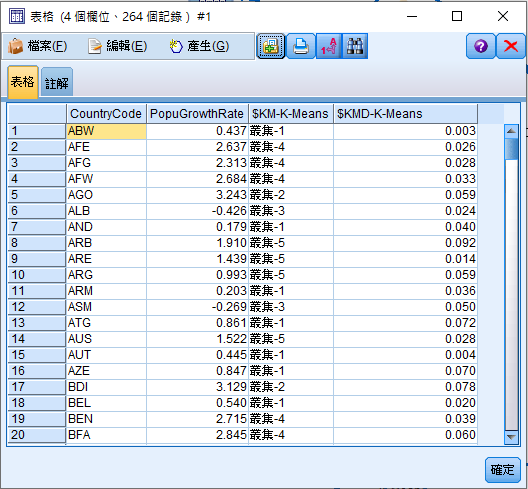 表格 (4 個欄位、264 個記錄) #1
檔案(F) 編輯(E) 產生(G)
表格 註解
CountryCode PopuGrowthRate $KM-K-Means $KMD-K-Means
1 ABW 0.437 叢集-1 0.003
2 AFE 2.637 叢集-4 0.026
3 AFG 2.313 叢集-4 0.028
4 AFW 2.684 叢集-4 0.033
5 AGO 3.243 叢集-2 0.059
6 ALB -0.426 叢集-3 0.024
7 AND 0.179 叢集-1 0.040
8 ARB 1.910 叢集-5 0.092
9 ARE 1.439 叢集-5 0.014
10 ARG 0.993 叢集-5 0.059
11 ARM 0.203 叢集-1 0.036
12 ASM -0.269 叢集-3 0.050
13 ATG 0.861 叢集-1 0.072
14 AUS 1.522 叢集-5 0.028
15 AUT 0.445 叢集-1 0.004
16 AZE 0.847 叢集-1 0.070
17 BDI 3.129 叢集-2 0.078
18 BEL 0.540 叢集-1 0.020
19 BEN 2.715 叢集-4 0.039
20 BFA 2.845 叢集-4 0.060
確定